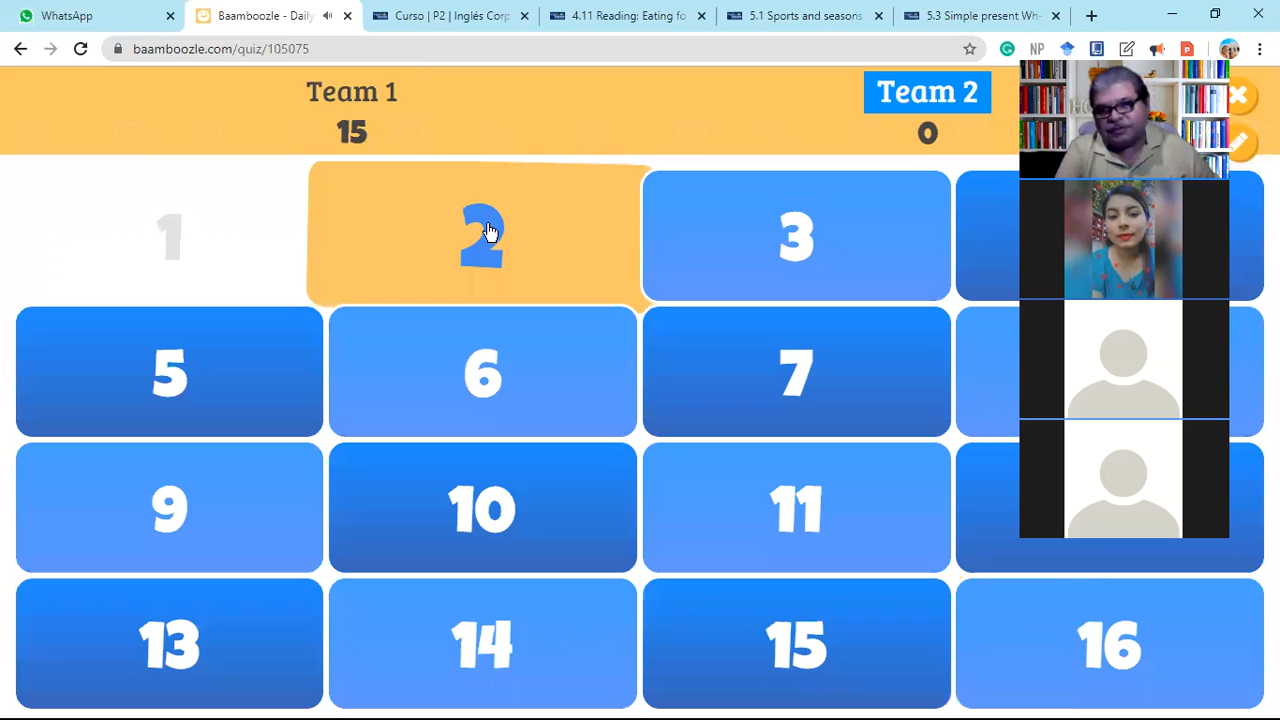 WhatsApp
Baamboozle - Daily
Curso | P2 | Inglés Corp
4.11 Reading: Eating fo
5.1 Sports and seasons
5.3 Simple present Wh-
baamboozle.com/quiz/105075
NP
Team 1
Team 2
15
0
1
2
3
5
6
7
9
10
11
13
14
15
16